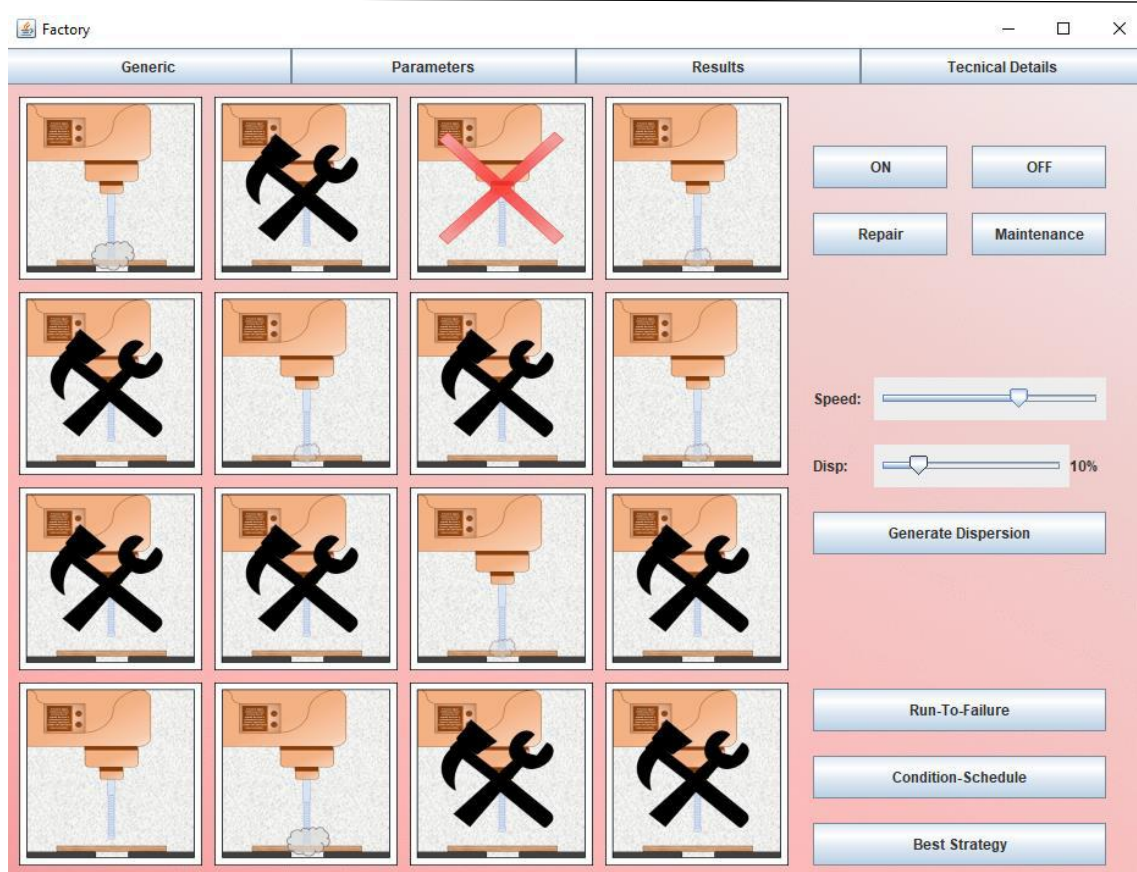 Factory
Generic Parameters Results Tecnical Details
ON OFF
Repair Maintenance
Speed:
Disp: 10%
Generate Dispersion
Run-To-Failure
Condition-Schedule
Best Strategy